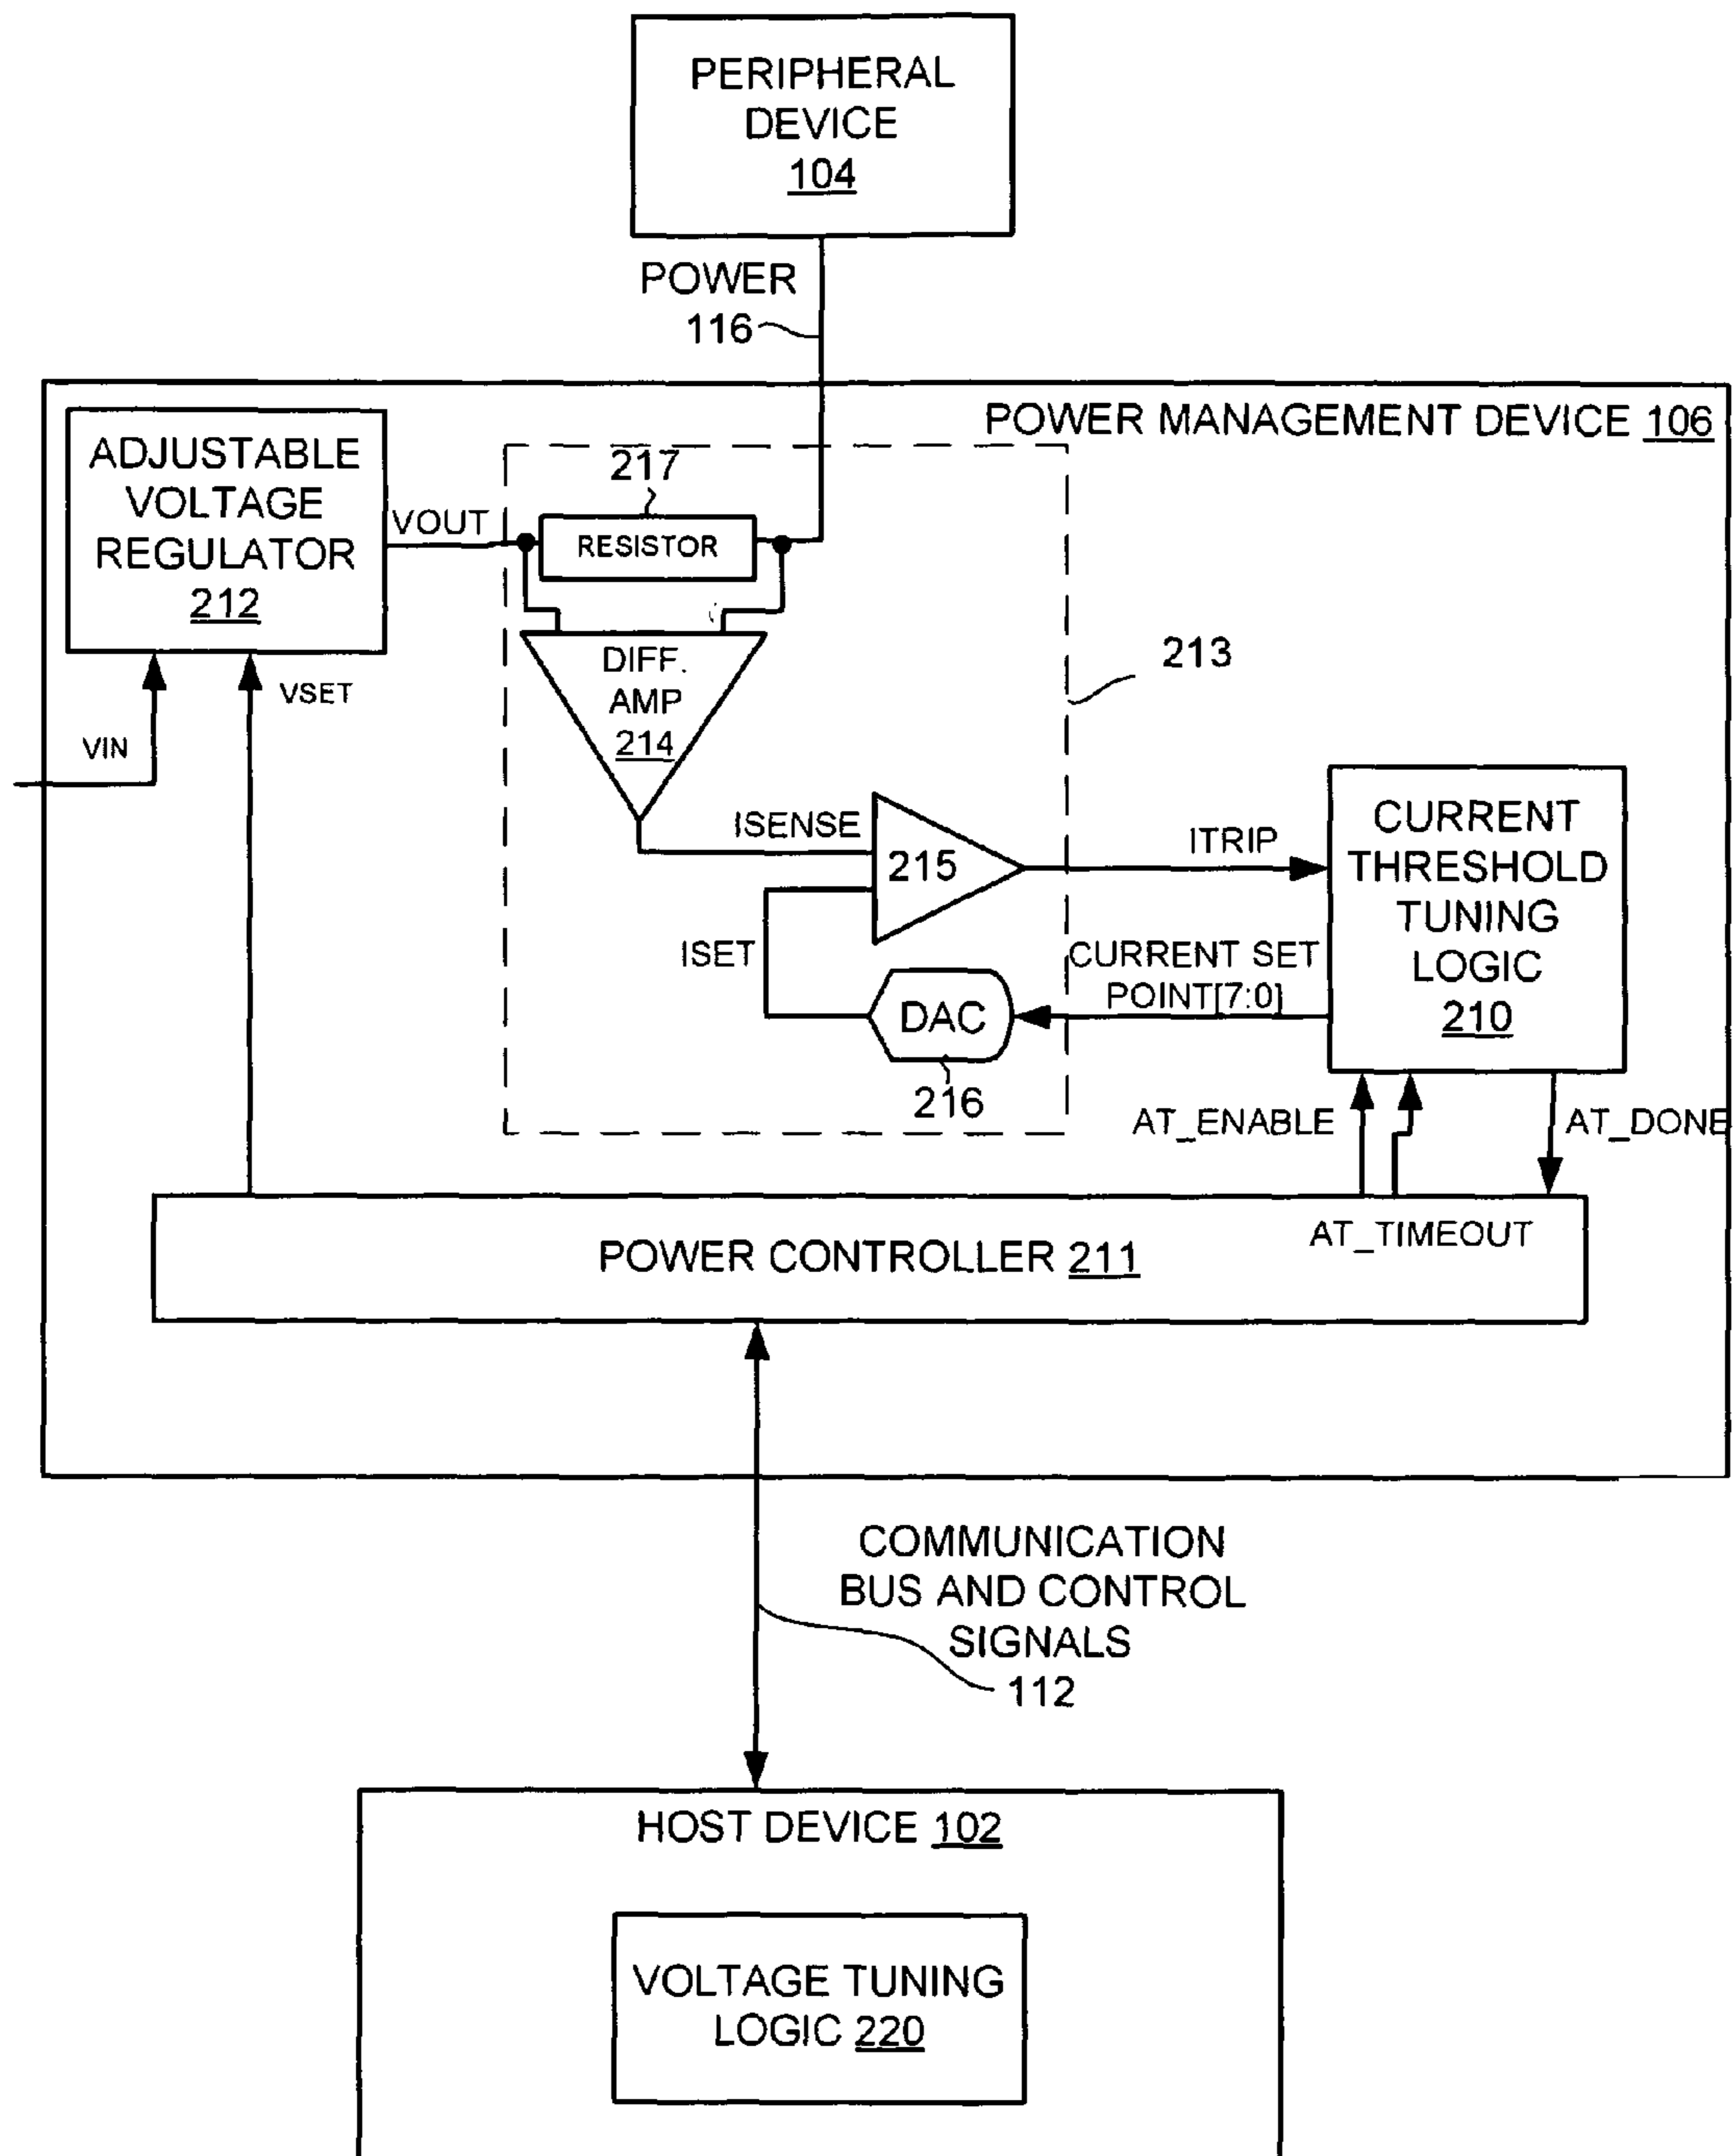 PERIPHERAL
DEVICE
104
POWER
116
POWER MANAGEMENT DEVICE 106
ADJUSTABLE
VOLTAGE
REGULATOR
212
VOUT
217
RESISTOR
DIFF.
AMP
214
213
VSET
VIN
ISENSE
215
ITRIP
CURRENT
THRESHOLD
TUNING
LOGIC
210
ISET
CURRENT SET
POINT[7:0]
DAC
216
AT_ENABLE
AT_DONE
AT_TIMEOUT
POWER CONTROLLER 211
COMMUNICATION
BUS AND CONTROL
SIGNALS
112
HOST DEVICE 102
VOLTAGE TUNING
LOGIC 220